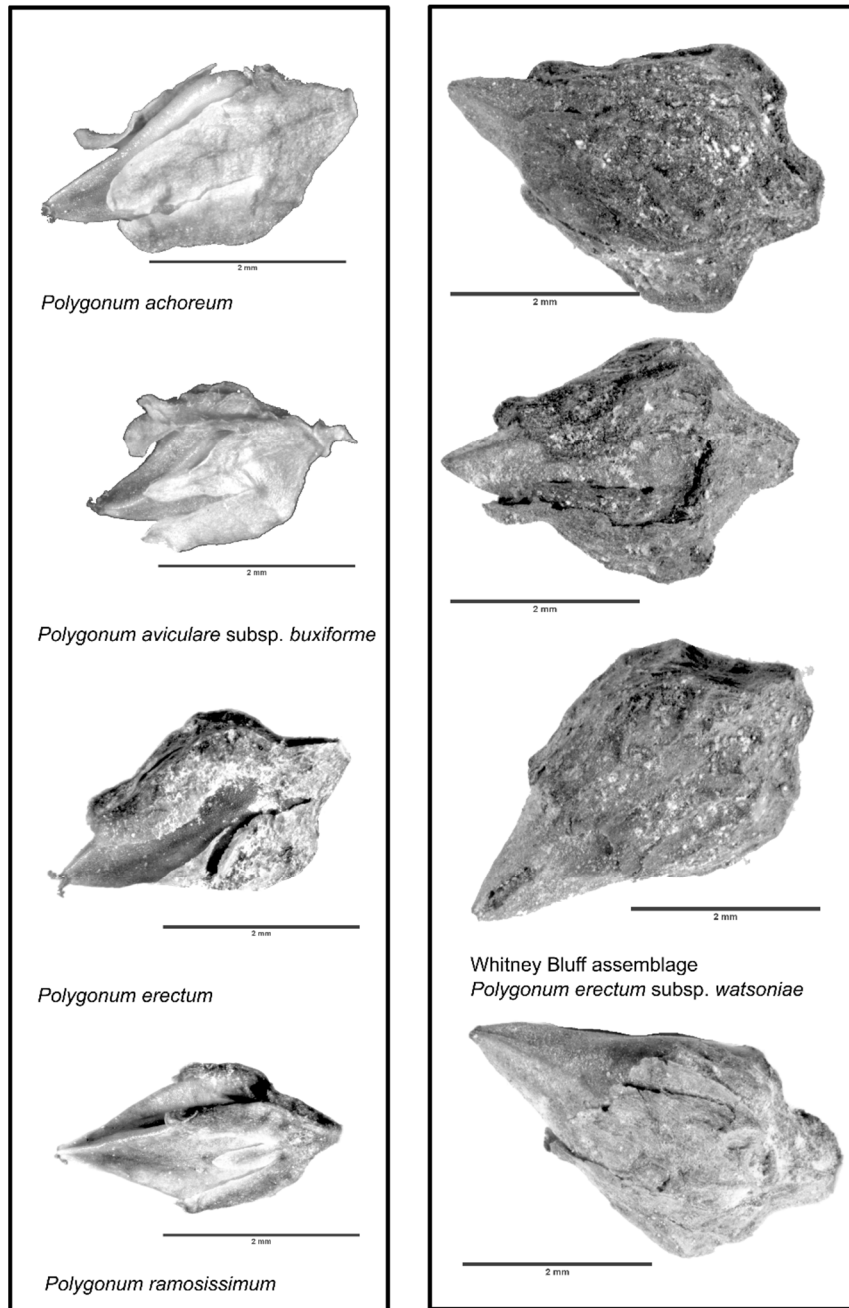 2 mm
Polygonum achoreum
2 mm
Polygonum aviculare subsp. buxiforme
2 mm
Polygonum erectum
2 mm
Polygonum ramosissimum
2 mm
2 mm
2 mm
Whitney Bluff assemblage
Polygonum erectum subsp. watsoniae
2 mm